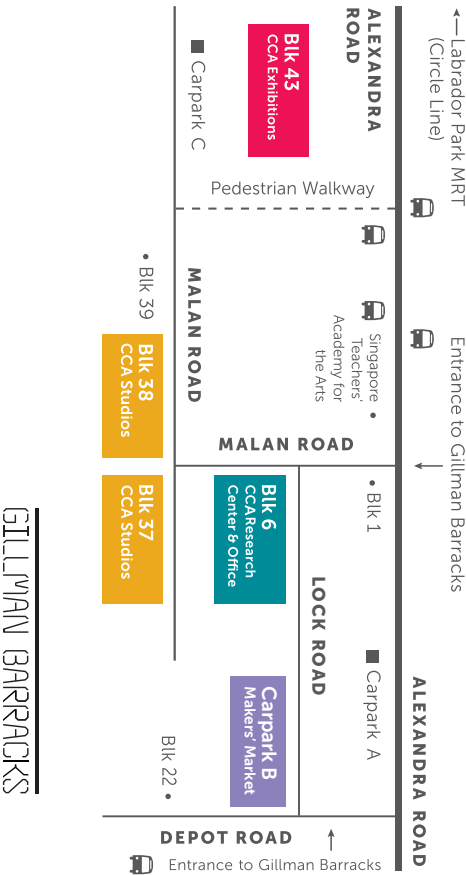 Labrador Park MRT
(Circle Line)
Entrance to Gillman Barracks
ALEXANDRA
ROAD
ALEXANDRA ROAD
Blk 43
CCA Exhibitions
Carpark C
Pedestrian Walkway
Singapore
Teachers'
Academy for
the Arts
Blk 1
Carpark A
MALAN ROAD
MALAN ROAD
LOCK ROAD
Blk 39
Blk 38
CCA Studios
Blk 37
CCA Studios
Blk 6
CCAResearch
Center & Office
Carpark B
Makers' Market
Blk 22
DEPOT ROAD
Entrance to Gillman Barracks
GILLMAN BARRACKS